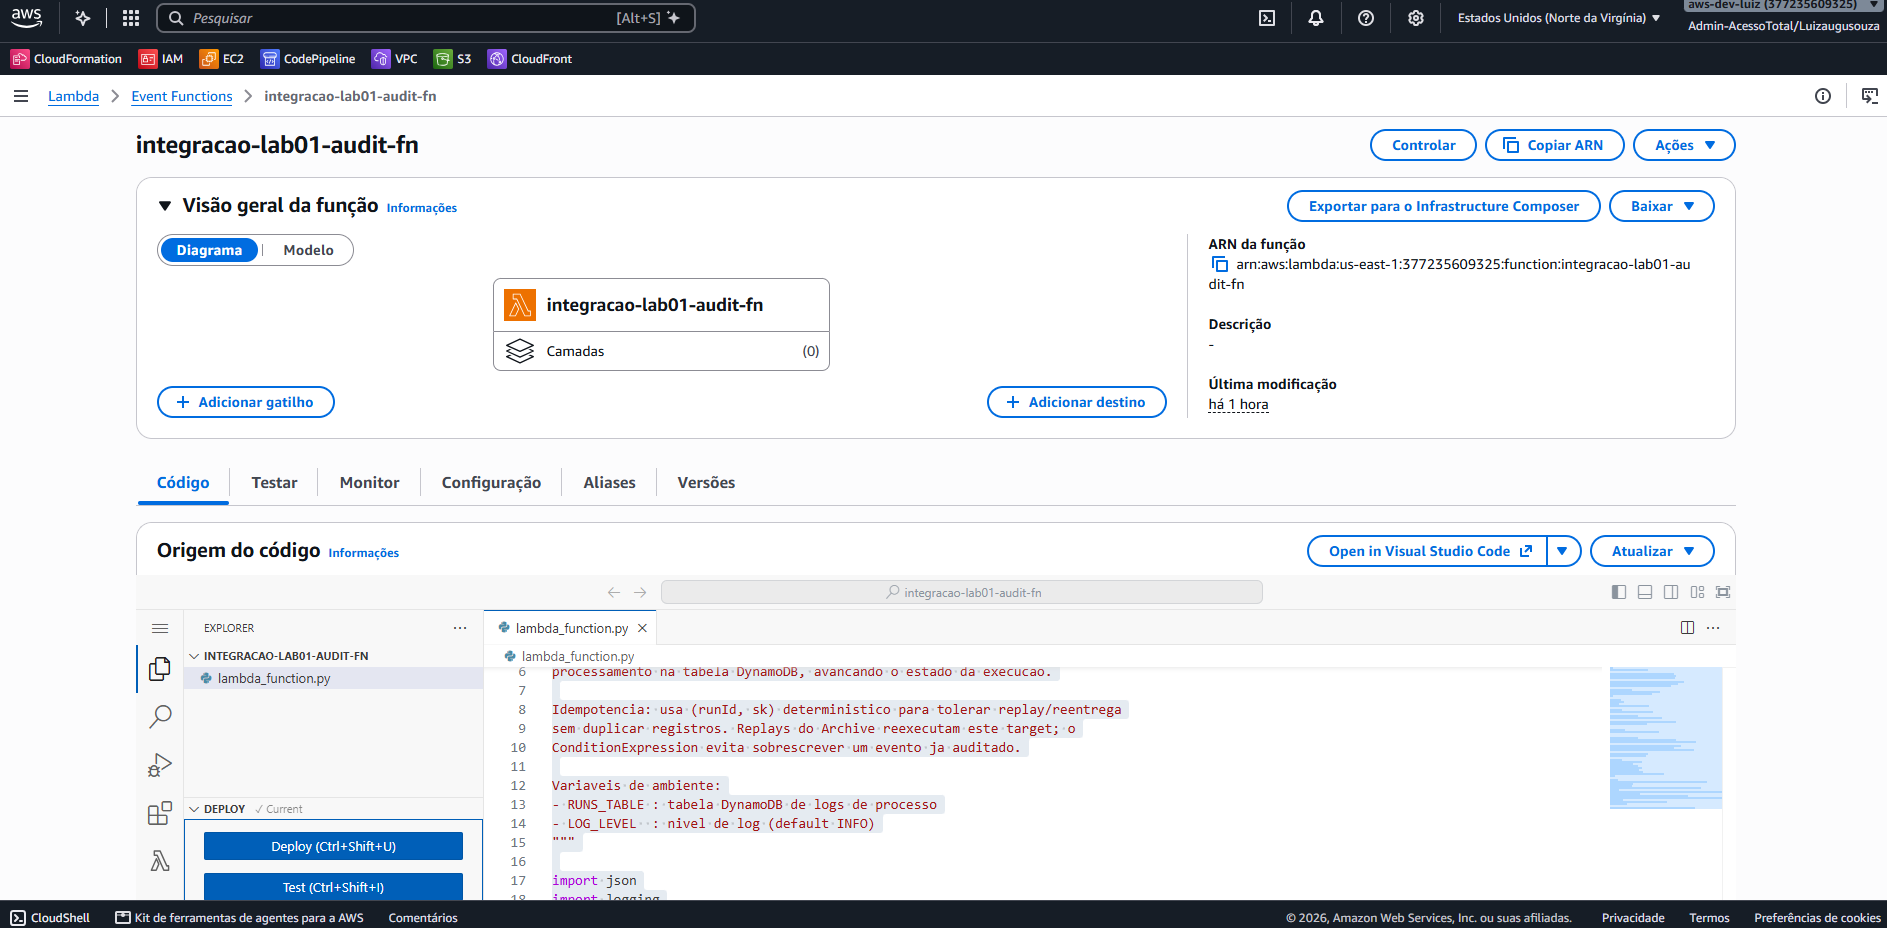 aws
Pesquisar
[Alt+S]
Estados Unidos (Norte da Virgínia)
aws-dev-luiz (377235609325)
Admin-AcessoTotal/Luizaugusouza
CloudFormation
IAM
EC2
CodePipeline
VPC
S3
CloudFront
Lambda
Event Functions
integracao-lab01-audit-fn
integracao-lab01-audit-fn
Controlar
Copiar ARN
Ações
Visão geral da função
Informações
Exportar para o Infrastructure Composer
Baixar
Diagrama
Modelo
integracao-lab01-audit-fn
Camadas
(0)
+ Adicionar gatilho
+ Adicionar destino
ARN da função
arn:aws:lambda:us-east-1:377235609325:function:integracao-lab01-au
dit-fn
Descrição
-
Última modificação
há 1 hora
Código
Testar
Monitor
Configuração
Aliases
Versões
Origem do código
Informações
Open in Visual Studio Code
Atualizar
integracao-lab01-audit-fn
EXPLORER
INTEGRACAO-LAB01-AUDIT-FN
lambda_function.py
DEPLOY
✓ Current
Deploy (Ctrl+Shift+U)
Test (Ctrl+Shift+I)
lambda_function.py
lambda_function.py
6 processamento na tabela DynamoDB, avancando o estado da execucao.
7
8 Idempotencia: usa (runId, sk) deterministico para tolerar replay/reentrega
9 sem duplicar registros. Replays do Archive reexecutam este target; o
10 ConditionExpression evita sobrescrever um evento ja auditado.
11
12 Variaveis de ambiente:
13 - RUNS_TABLE : tabela DynamoDB de logs de processo
14 - LOG_LEVEL  : nivel de log (default INFO)
15 """
16
17 import json
18 import logging
CloudShell
Kit de ferramentas de agentes para a AWS
Comentários
© 2026, Amazon Web Services, Inc. ou suas afiliadas.
Privacidade
Termos
Preferências de cookies